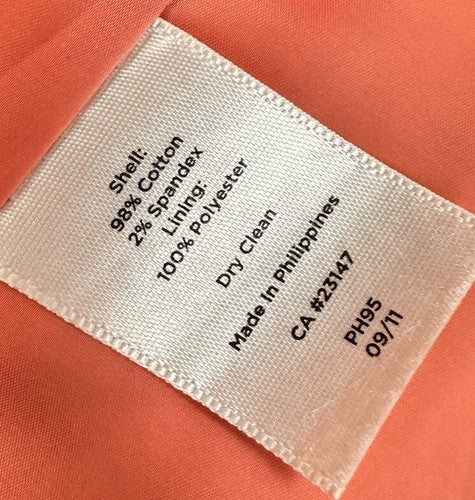 Shell:
98% Cotton
2% Spandex
Lining:
100% Polyester
Dry Clean
Made In Philippines
CA #23147
PH95
09/11